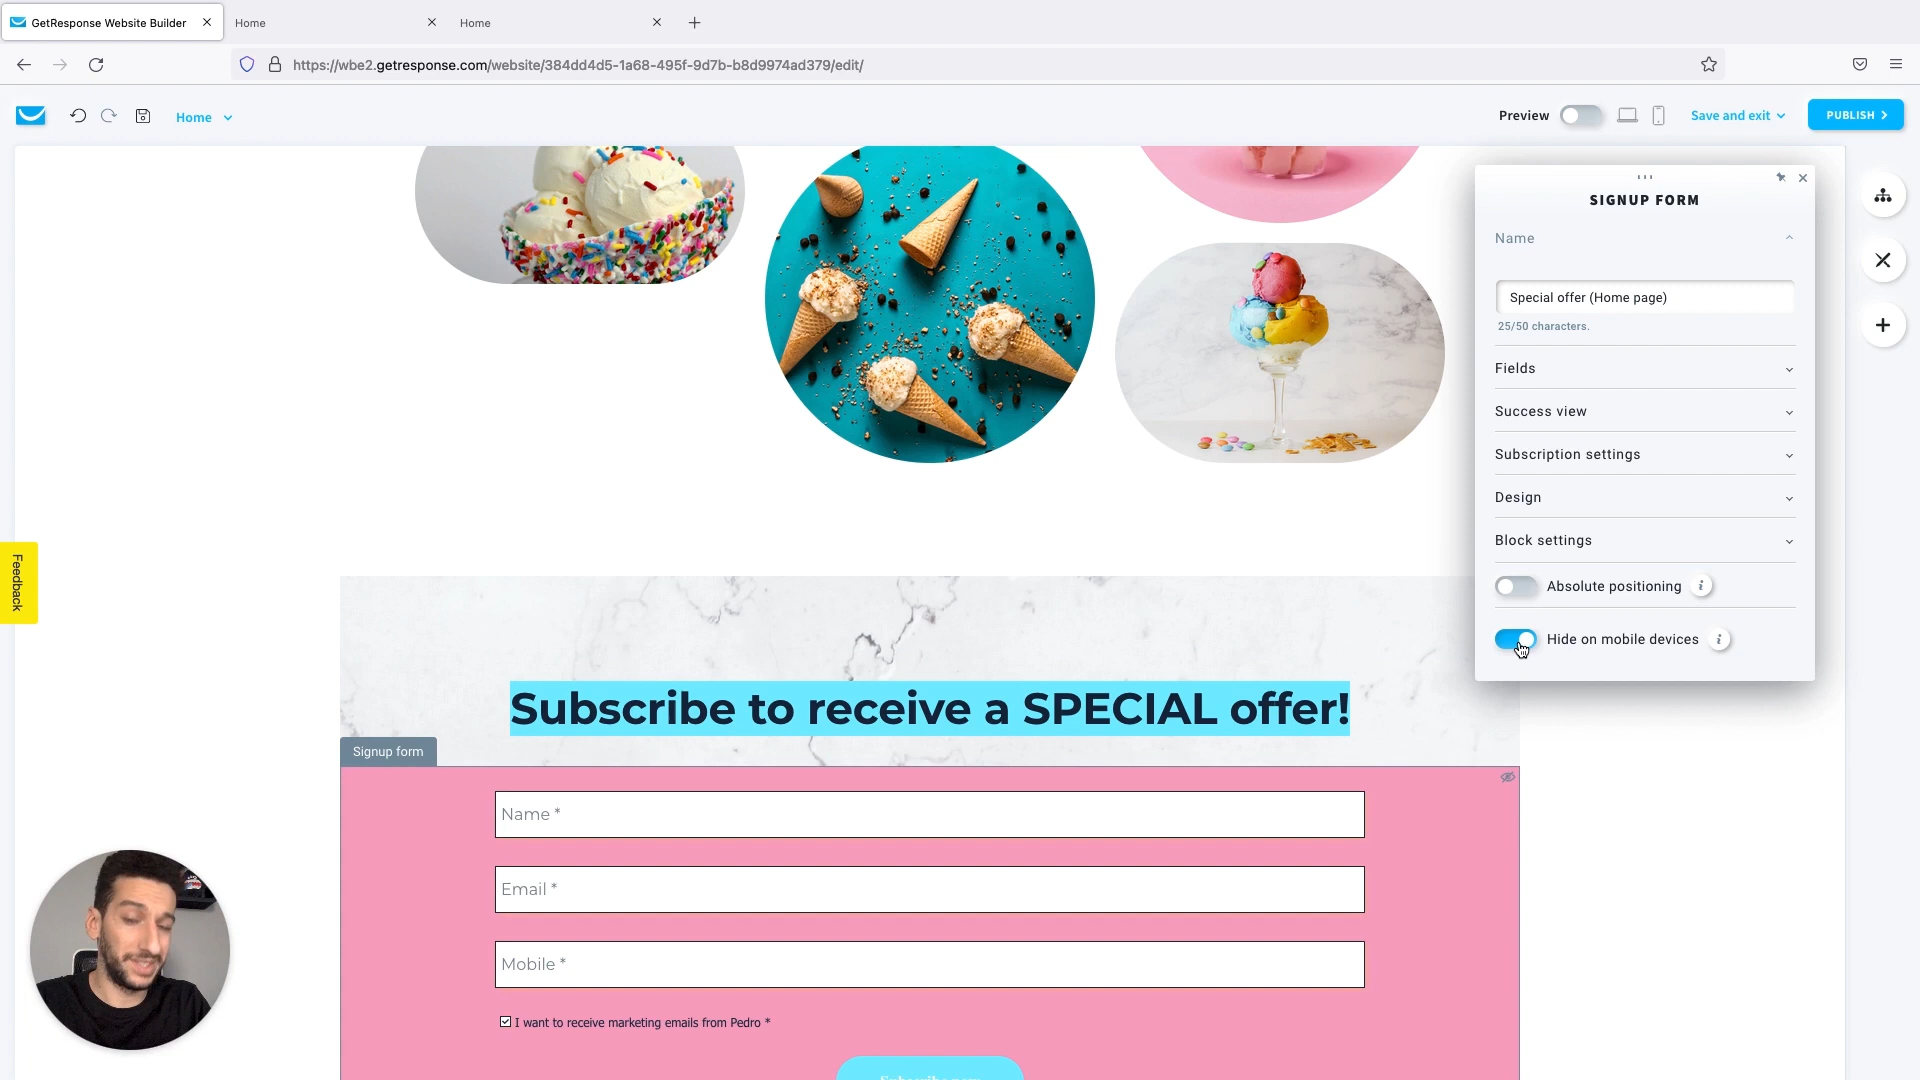 GetResponse Website Builder
Home
Home
https://wbe2.getresponse.com/website/384dd4d5-1a68-495f-9d7b-b8d9974ad379/edit/
Home
Preview
Save and exit
PUBLISH
SIGNUP FORM
Name
Special offer (Home page)
25/50 characters.
Fields
Success view
Subscription settings
Design
Block settings
Absolute positioning
i
Hide on mobile devices
i
Feedback
Subscribe to receive a SPECIAL offer!
Signup form
Name *
Email *
Mobile *
I want to receive marketing emails from Pedro *
Subscribe now